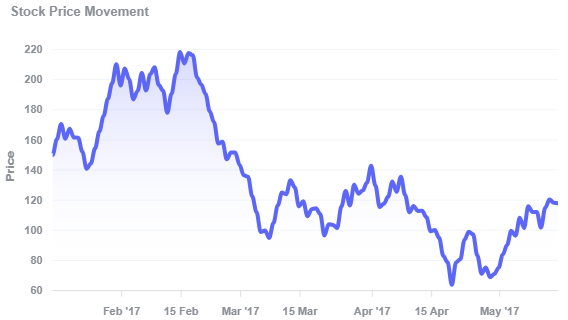 Stock Price Movement
220
200
180
160
140
120
100
80
60
Price
Feb '17
15 Feb
Mar '17
15 Mar
Apr '17
15 Apr
May '17